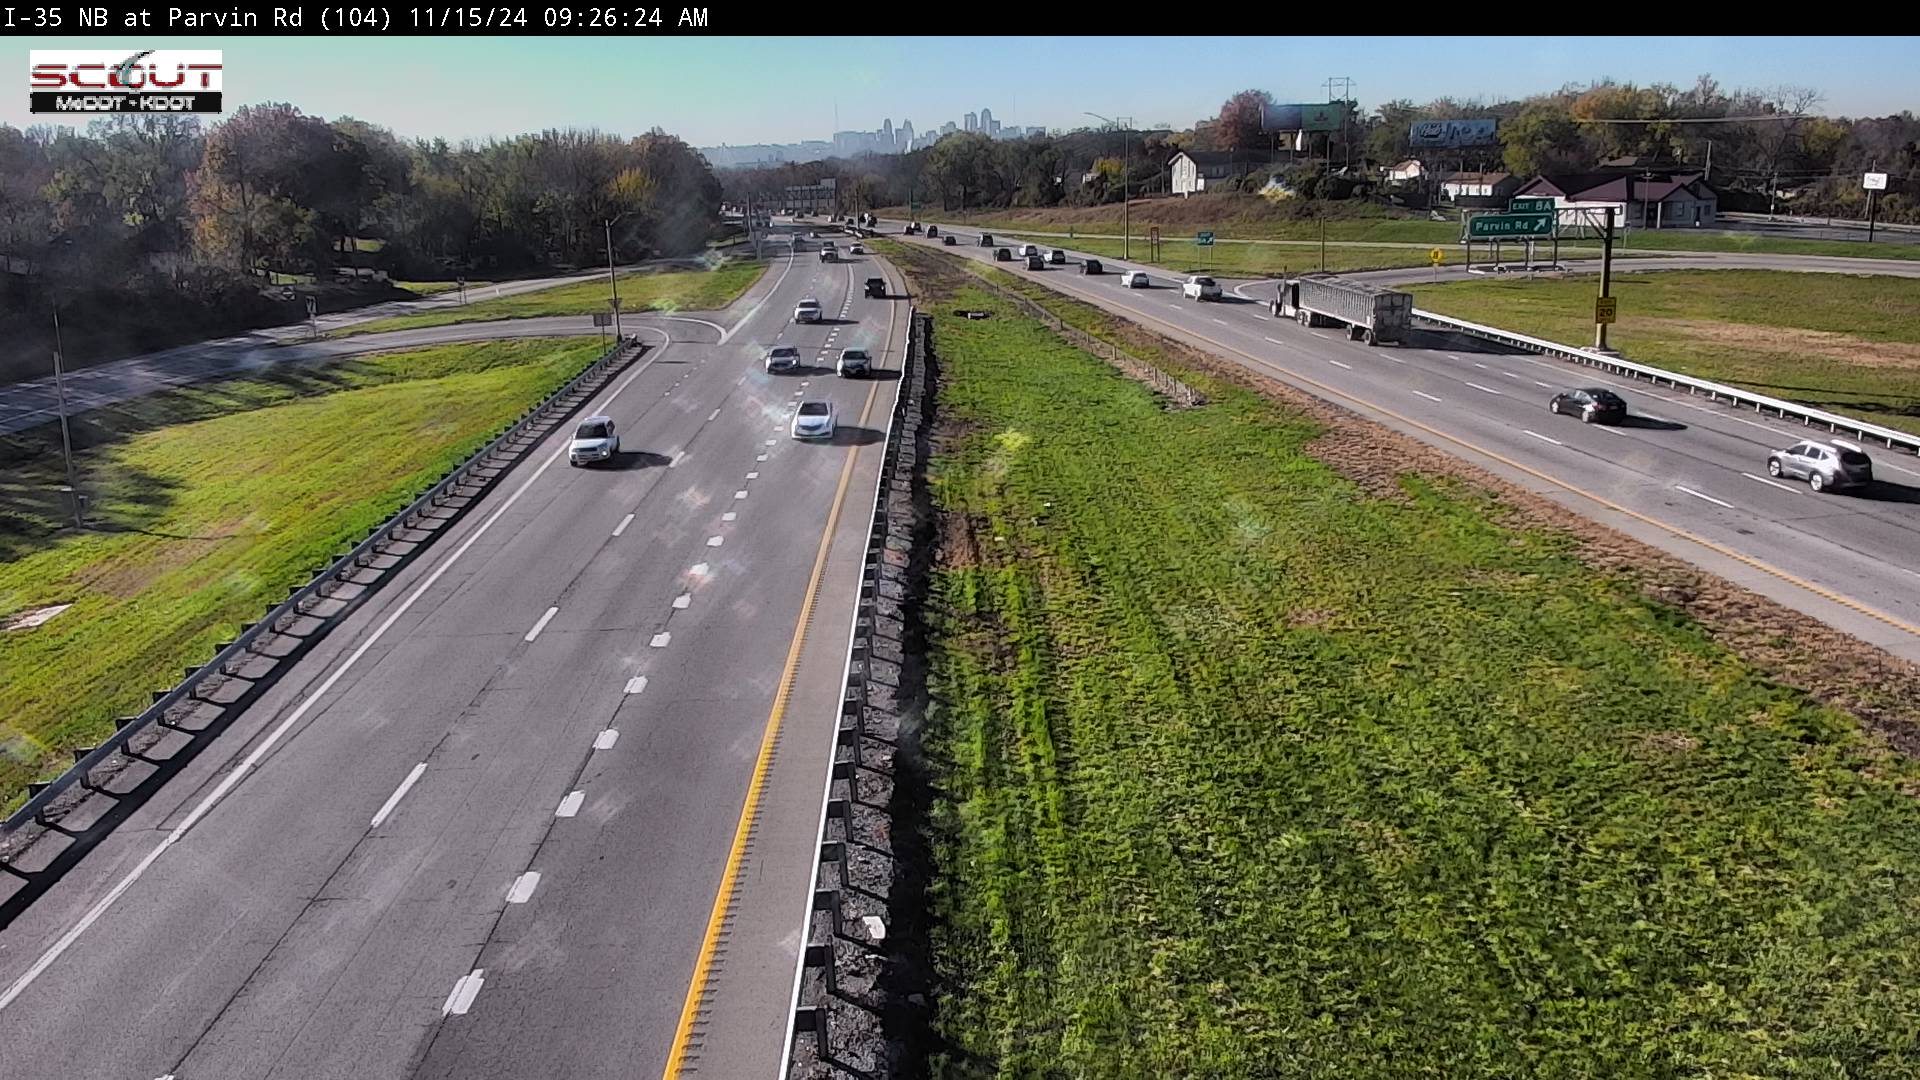 I-35 NB at Parvin Rd (104) 11/15/24 09:26:24 AM
SCOUT
MoDOT - KDOT
EXIT 8A
Parvin Rd
20